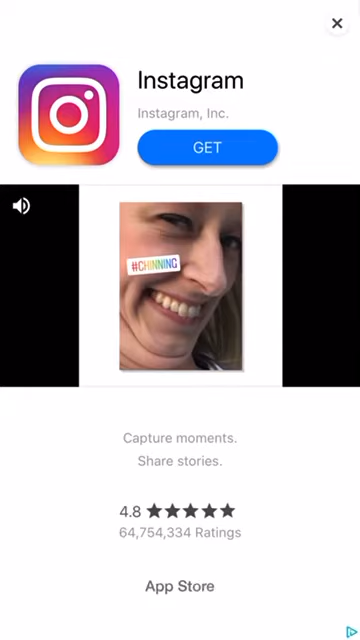 Instagram
Instagram, Inc.
GET
#CHINNING
Capture moments.
Share stories.
4.8
64,754,334 Ratings
App Store